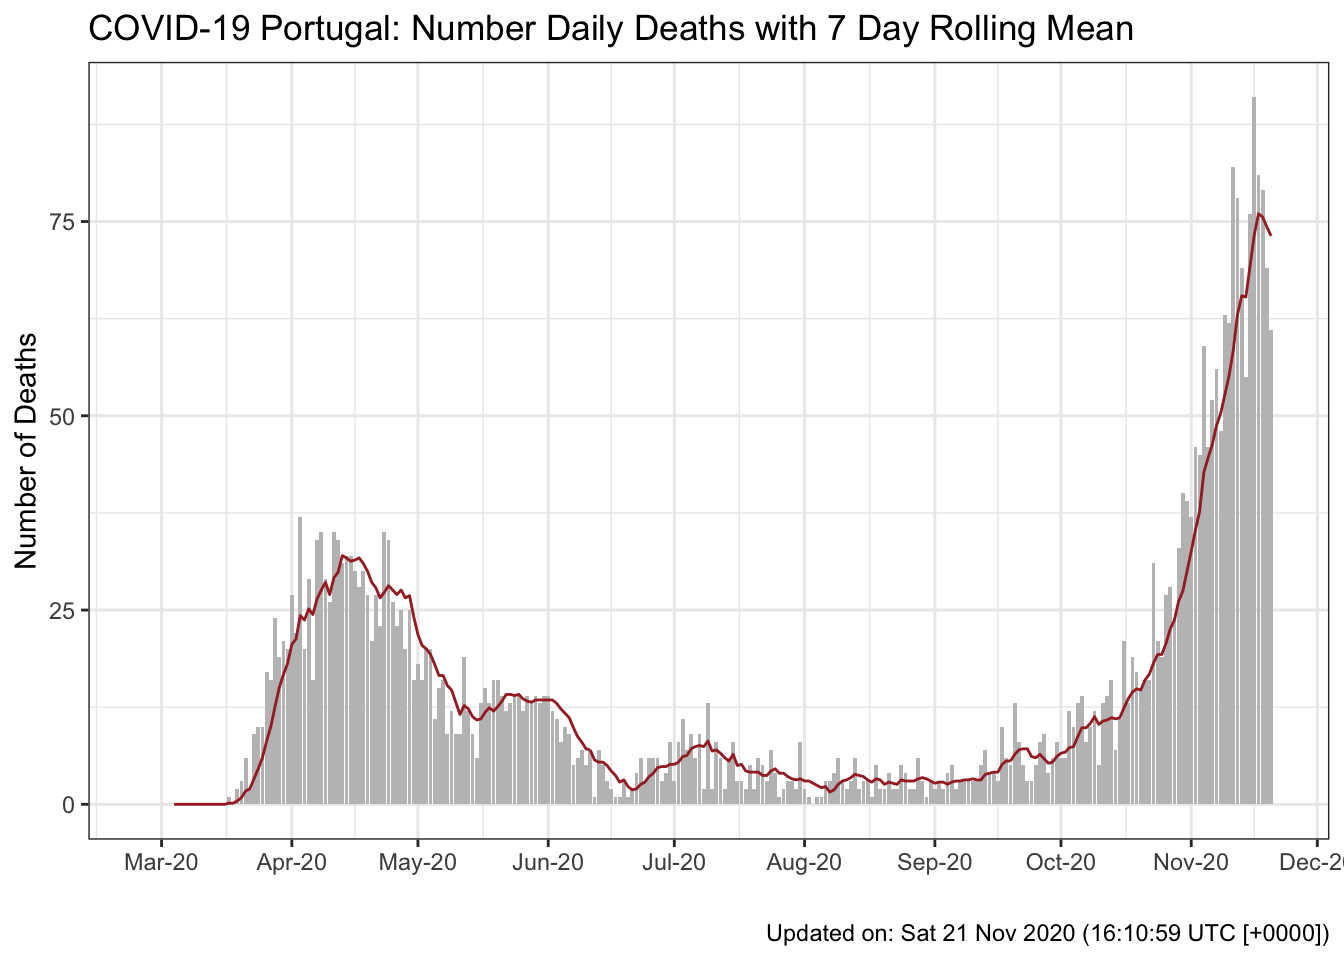 COVID-19 Portugal: Number Daily Deaths with 7 Day Rolling Mean
Number of Deaths
75
50
25
0
Mar-20 Apr-20 May-20 Jun-20 Jul-20 Aug-20 Sep-20 Oct-20 Nov-20 Dec-20
Updated on: Sat 21 Nov 2020 (16:10:59 UTC [+0000])